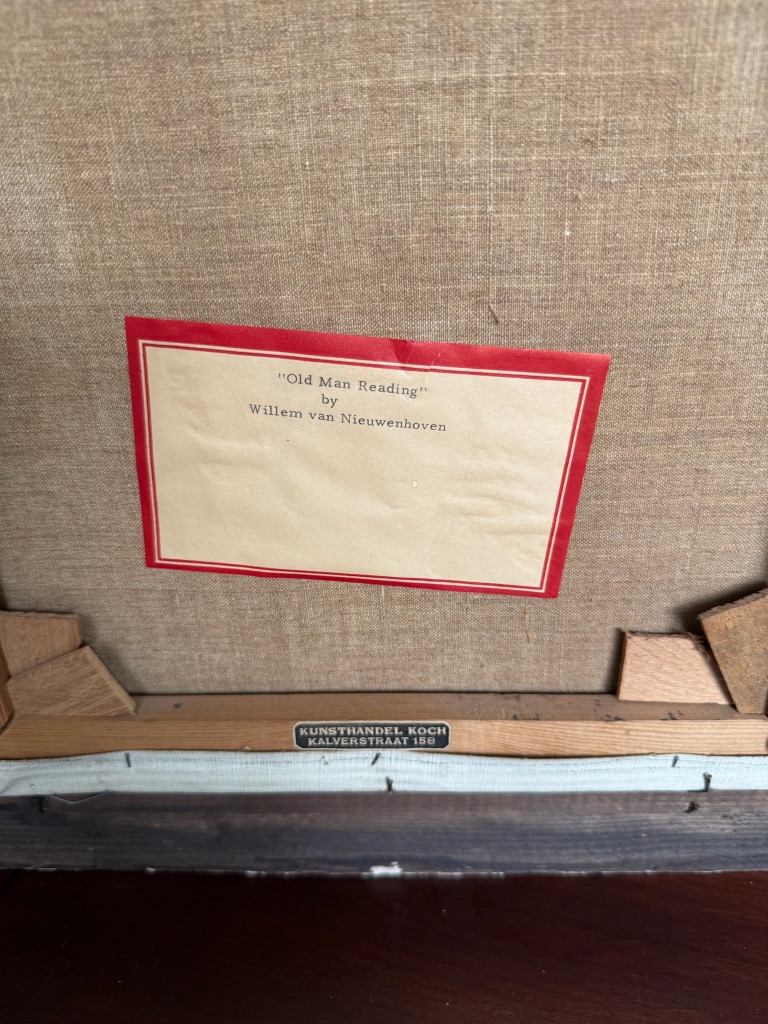 "Old Man Reading"
by
Willem van Nieuwenhoven
KUNSTHANDEL KOCH
KALVERSTRAAT 158